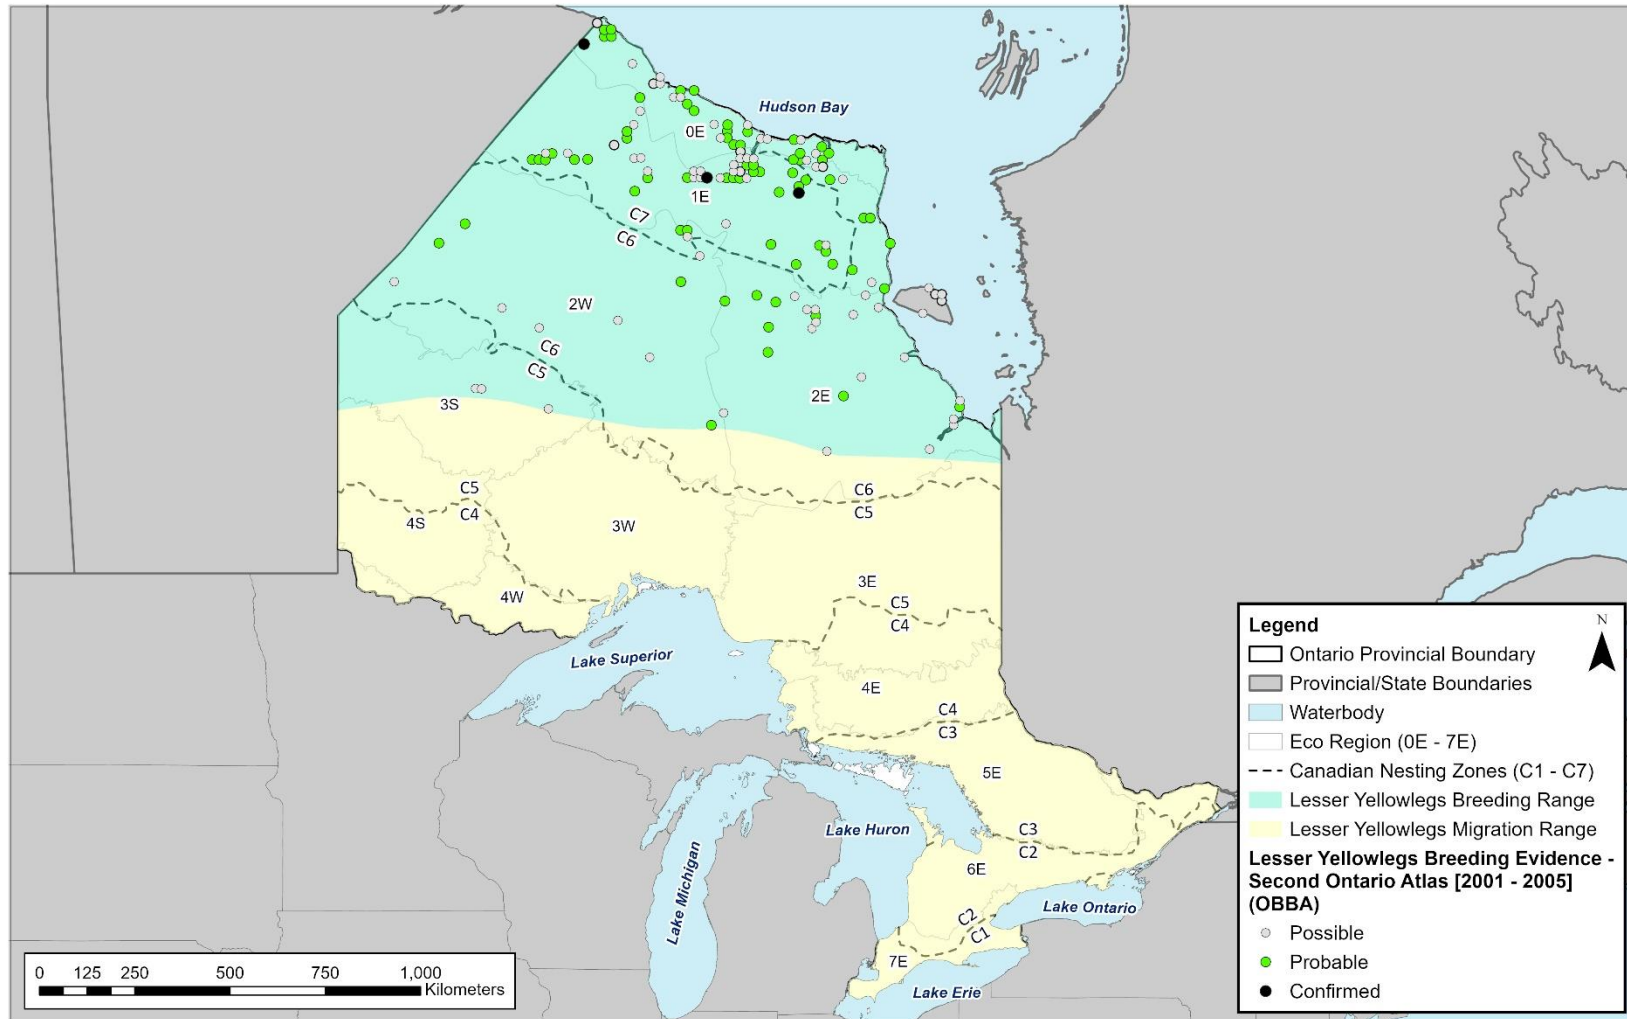 Hudson Bay
0E
1E
C7
C6
2W
C6
C5
2E
3S
C5
C4
C6
C5
4S
3W
3E
4W
C5
C4
Lake Superior
4E
C4
C3
5E
Lake Huron
C3
C2
6E
Lake Michigan
Lake Ontario
C2
C1
7E
Lake Erie
0 125 250 500 750 1,000
Kilometers
Legend
N
Ontario Provincial Boundary
Provincial/State Boundaries
Waterbody
Eco Region (0E - 7E)
Canadian Nesting Zones (C1 - C7)
Lesser Yellowlegs Breeding Range
Lesser Yellowlegs Migration Range
Lesser Yellowlegs Breeding Evidence -
Second Ontario Atlas [2001 - 2005]
(OBBA)
Possible
Probable
Confirmed